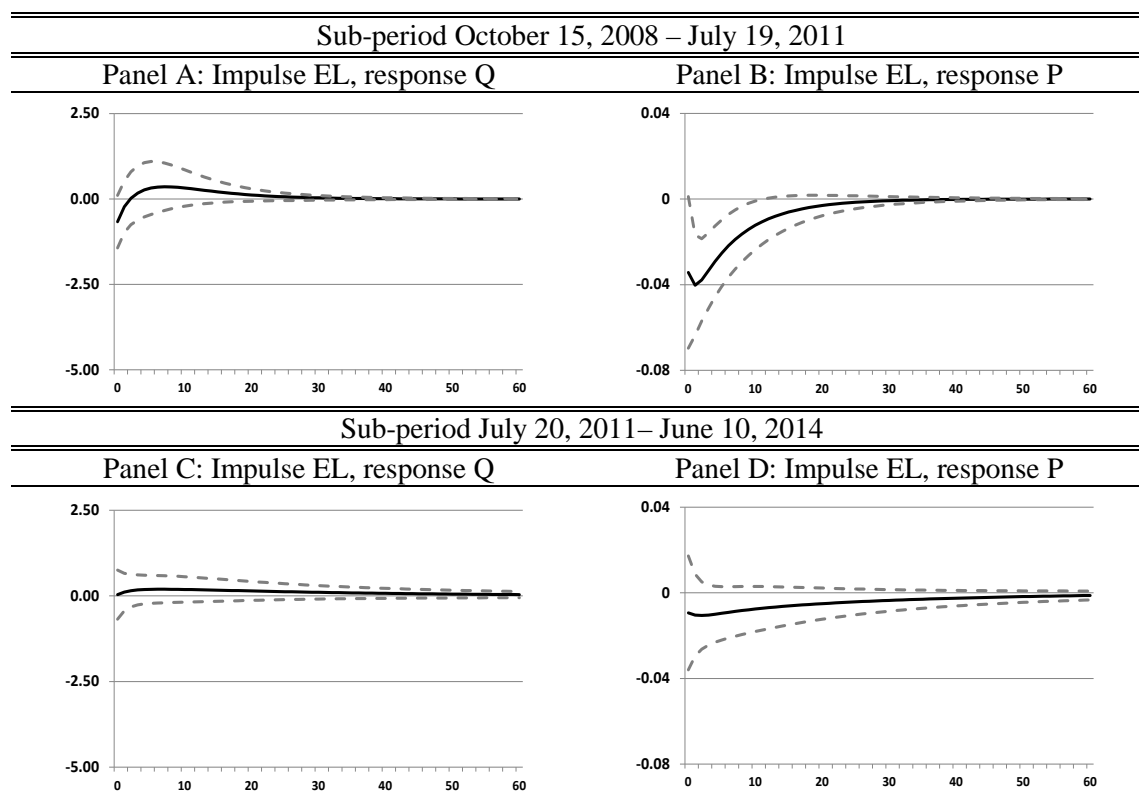 Sub-period October 15, 2008 – July 19, 2011
Panel A: Impulse EL, response Q
Panel B: Impulse EL, response P
2.50
0.00
-2.50
-5.00
0 10 20 30 40 50 60
0.04
0
-0.04
-0.08
0 10 20 30 40 50 60
Sub-period July 20, 2011– June 10, 2014
Panel C: Impulse EL, response Q
Panel D: Impulse EL, response P
2.50
0.00
-2.50
-5.00
0 10 20 30 40 50 60
0.04
0
-0.04
-0.08
0 10 20 30 40 50 60